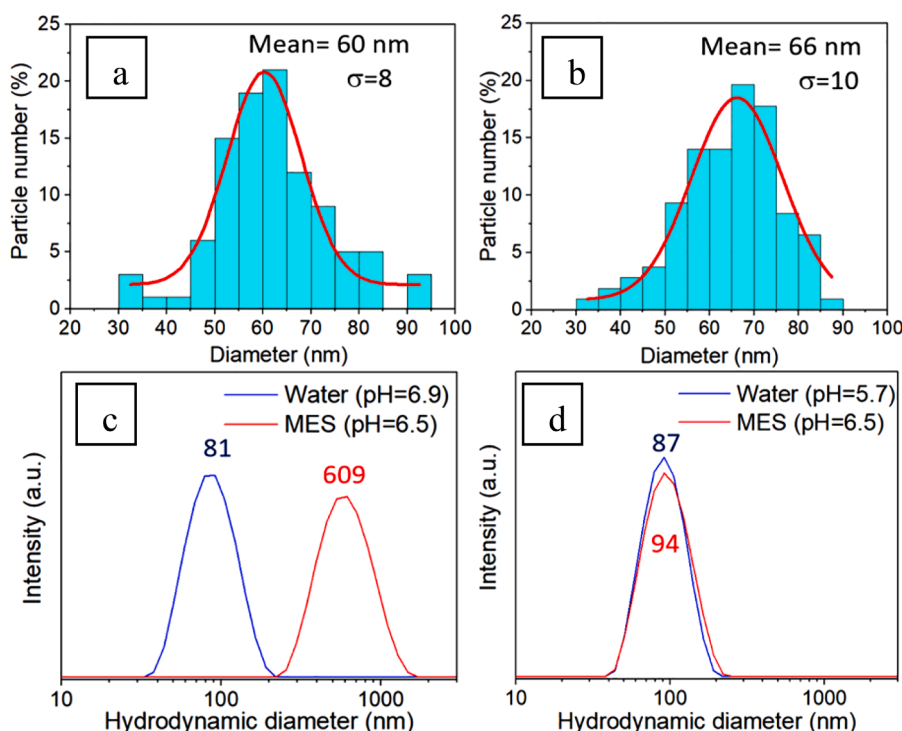 a
Mean= 60 nm
σ=8
Particle number (%)
25
20
15
10
5
0
20 30 40 50 60 70 80 90 100
Diameter (nm)
b
Mean= 66 nm
σ=10
Particle number (%)
25
20
15
10
5
0
20 30 40 50 60 70 80 90 100
Diameter (nm)
c
Water (pH=6.9)
MES (pH=6.5)
81
609
Intensity (a.u.)
10 100 1000
Hydrodynamic diameter (nm)
d
Water (pH=5.7)
MES (pH=6.5)
87
94
Intensity (a.u.)
10 100 1000
Hydrodynamic diameter (nm)